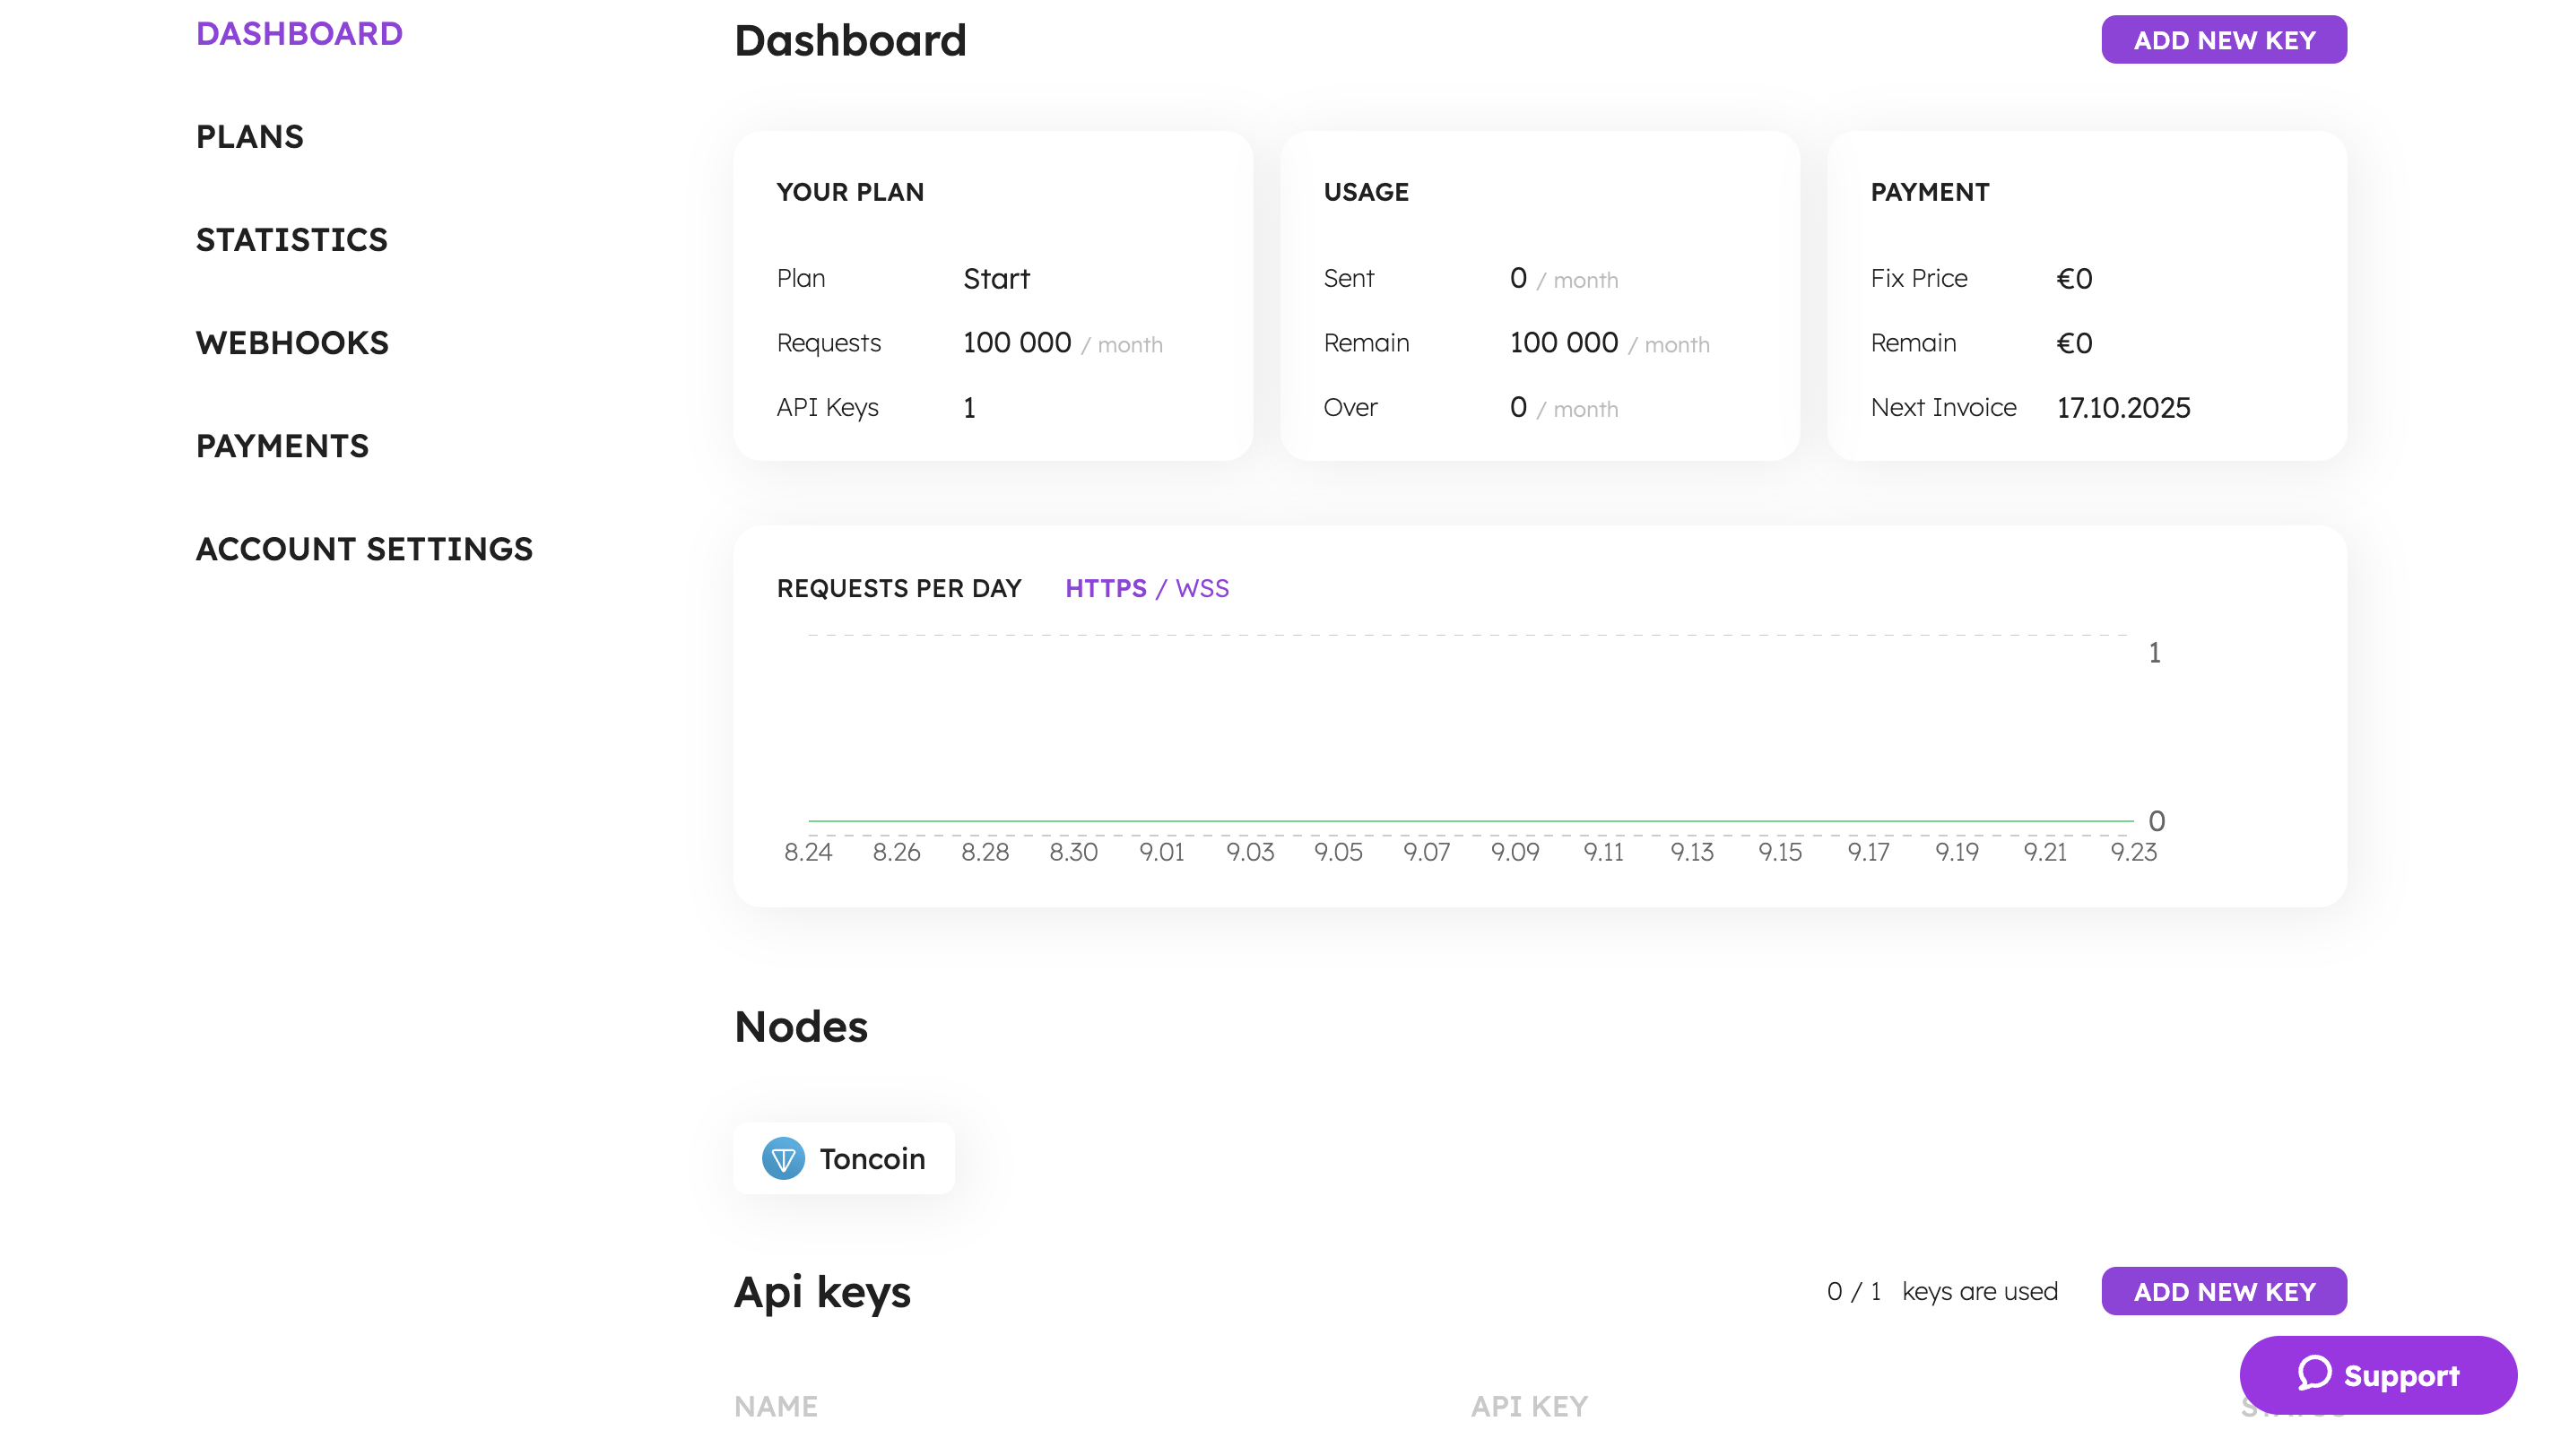 DASHBOARD
PLANS
STATISTICS
WEBHOOKS
PAYMENTS
ACCOUNT SETTINGS
Dashboard
ADD NEW KEY
YOUR PLAN
Plan Start
Requests 100 000 / month
API Keys 1
USAGE
Sent 0 / month
Remain 100 000 / month
Over 0 / month
PAYMENT
Fix Price €0
Remain €0
Next Invoice 17.10.2025
REQUESTS PER DAY HTTPS / WSS
1
0
8.24 8.26 8.28 8.30 9.01 9.03 9.05 9.07 9.09 9.11 9.13 9.15 9.17 9.19 9.21 9.23
Nodes
Toncoin
Api keys
0 / 1 keys are used
ADD NEW KEY
NAME API KEY
Support